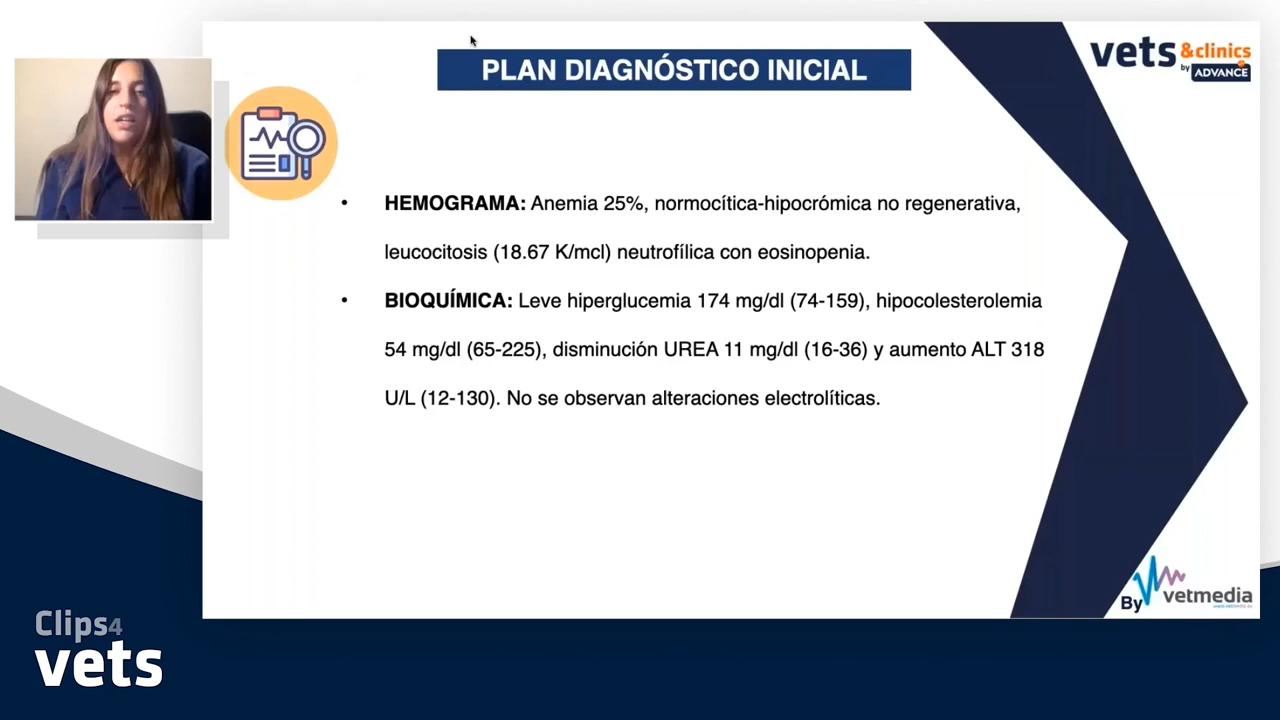 PLAN DIAGNÓSTICO INICIAL
vets &clinics
by ADVANCE
• HEMOGRAMA: Anemia 25%, normocítica-hipocrómica no regenerativa,
leucocitosis (18.67 K/mcl) neutrofílica con eosinopenia.
• BIOQUÍMICA: Leve hiperglucemia 174 mg/dl (74-159), hipocolesterolemia
54 mg/dl (65-225), disminución UREA 11 mg/dl (16-36) y aumento ALT 318
U/L (12-130). No se observan alteraciones electrolíticas.
By vetmedia
Clips4
vets